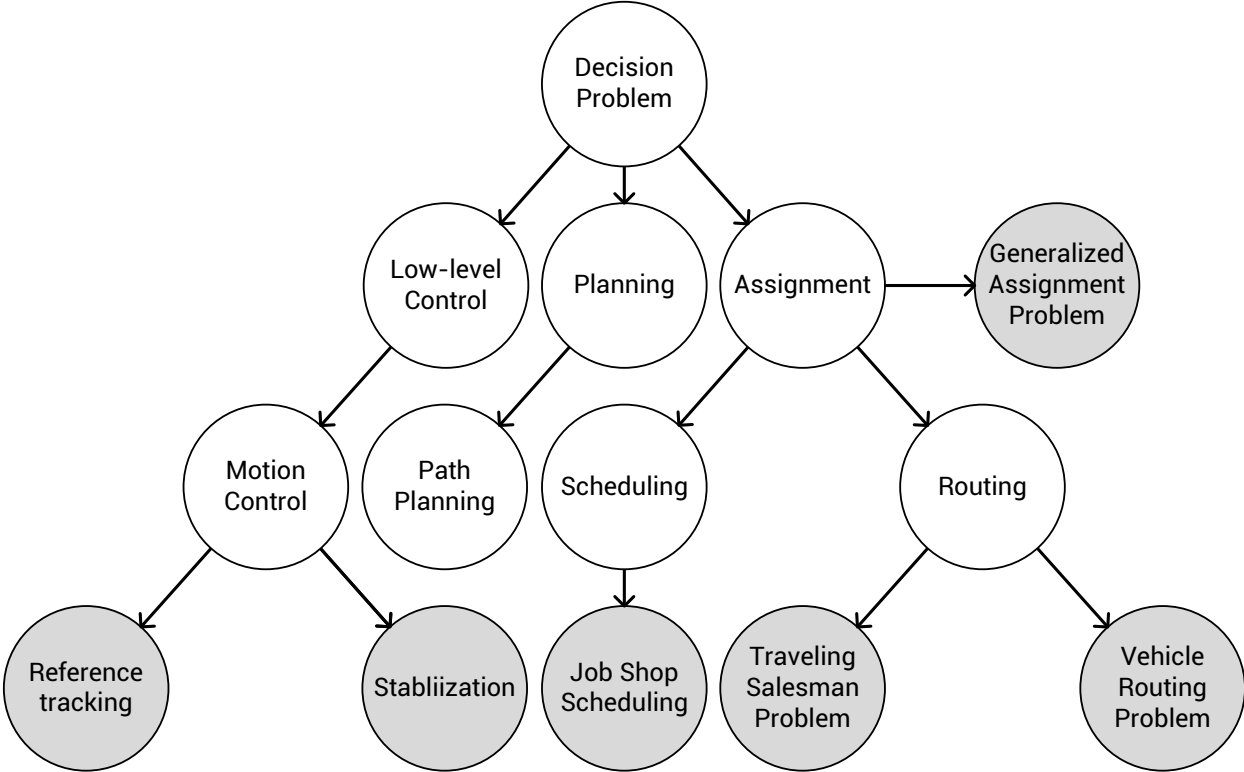 Decision
Problem
Low-level
Control
Planning
Assignment
Generalized
Assignment
Problem
Motion
Control
Path
Planning
Scheduling
Routing
Reference
tracking
Stabliization
Job Shop
Scheduling
Traveling
Salesman
Problem
Vehicle
Routing
Problem